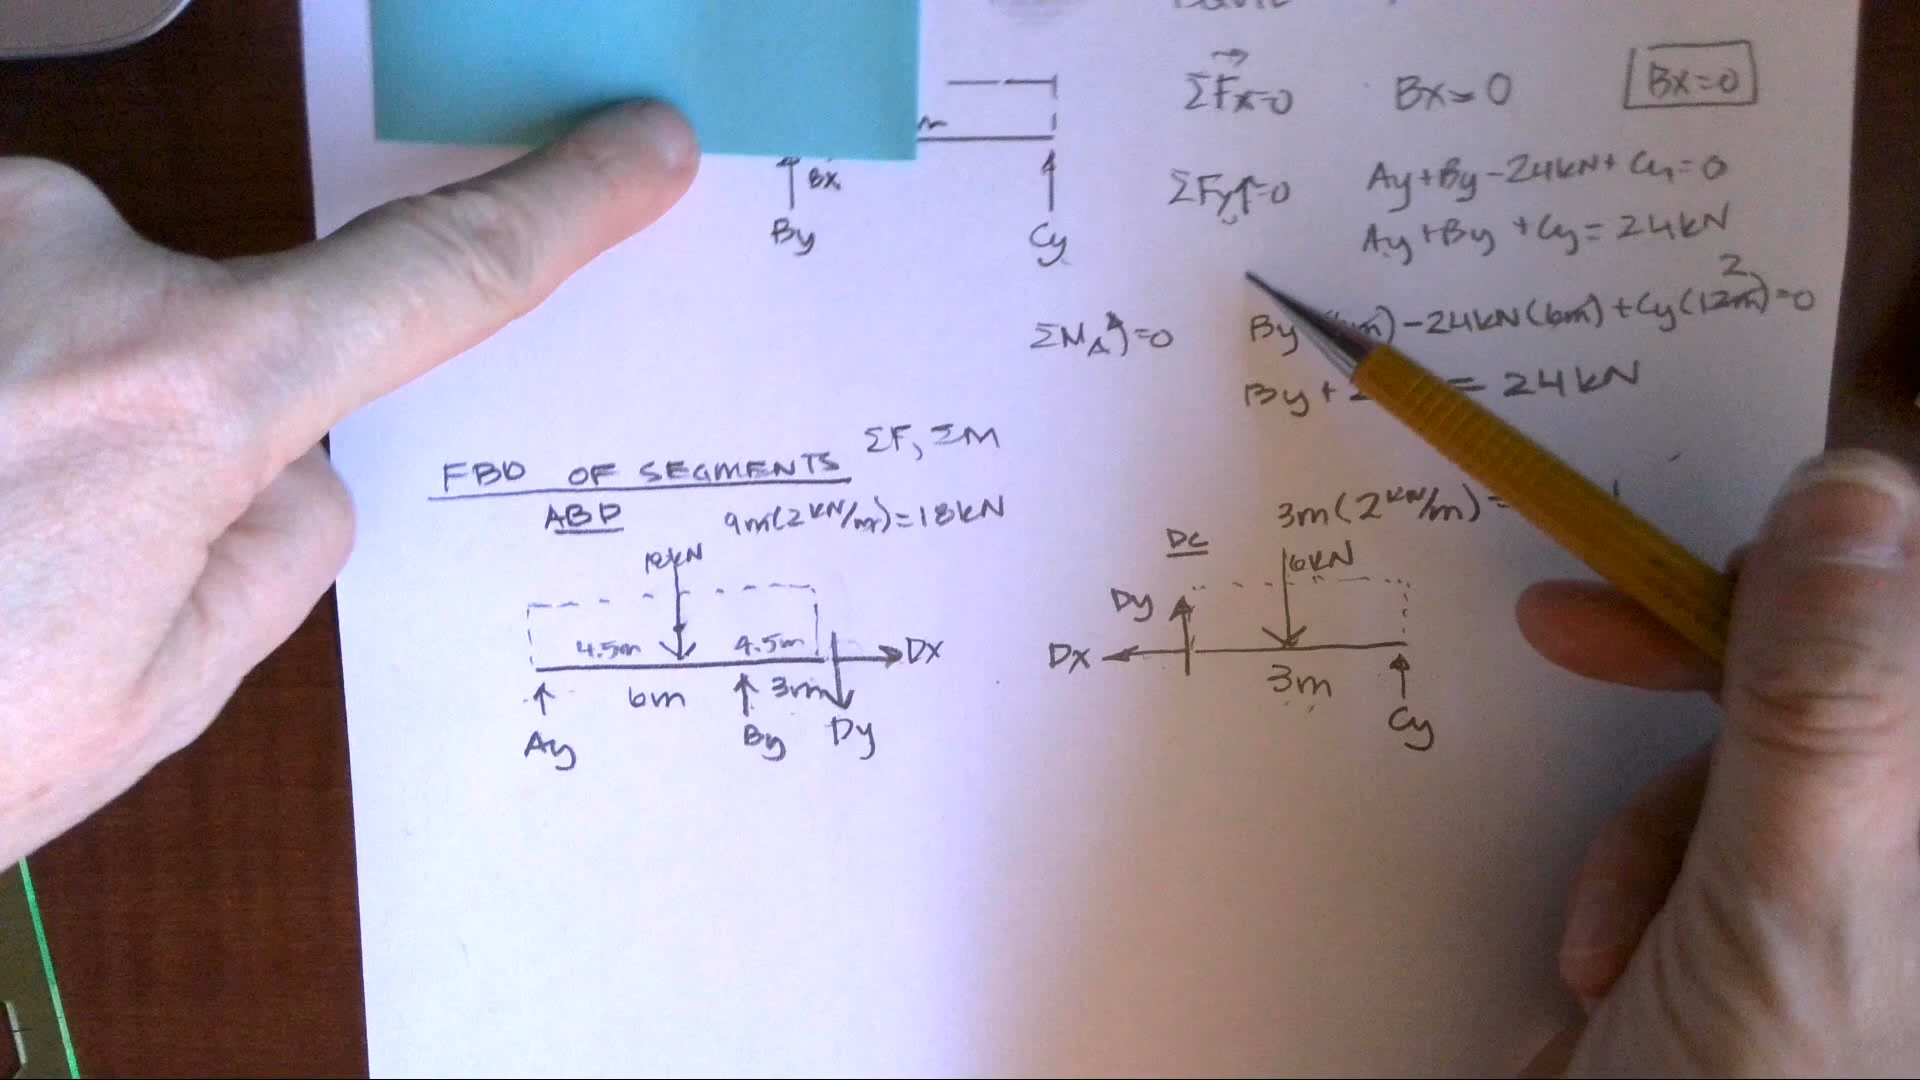 ΣFx=0 Bx=0 Bx=0
Bx
By
Cy
ΣFy↑=0 Ay+By-24kN+Cy=0
Ay+By+Cy=24kN
2
ΣMA=0 By m)-24kN(6m)+Cy(12m)=0
By+2 =24kN
FBD OF SEGMENTS ΣF, ΣM
ABD 9m(2kN/m)=18kN
18kN
4.5m 4.5m
Dx
6m 3m
Ay By Dy
3m(2kN/m)=
DC
6kN
Dy
Dx
3m
Cy